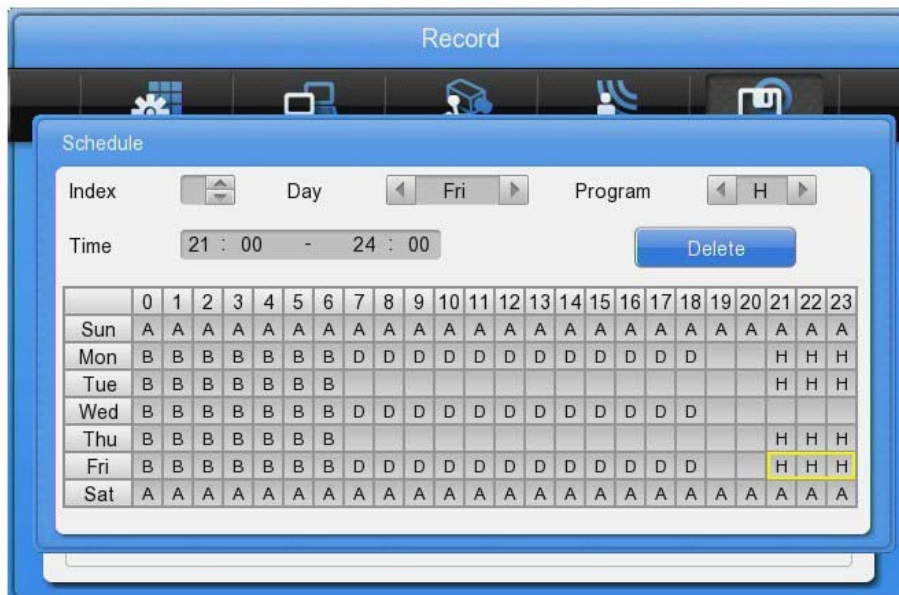 Record
Schedule
Index Day Fri Program H
Time 21 : 00 - 24 : 00 Delete
0 1 2 3 4 5 6 7 8 9 10 11 12 13 14 15 16 17 18 19 20 21 22 23
Sun A A A A A A A A A A A A A A A A A A A A A A A A
Mon B B B B B B B D D D D D D D D D D D D H H H
Tue B B B B B B B H H H
Wed B B B B B B B D D D D D D D D D D D D
Thu B B B B B B B H H H
Fri B B B B B B B D D D D D D D D D D D D H H H
Sat A A A A A A A A A A A A A A A A A A A A A A A A